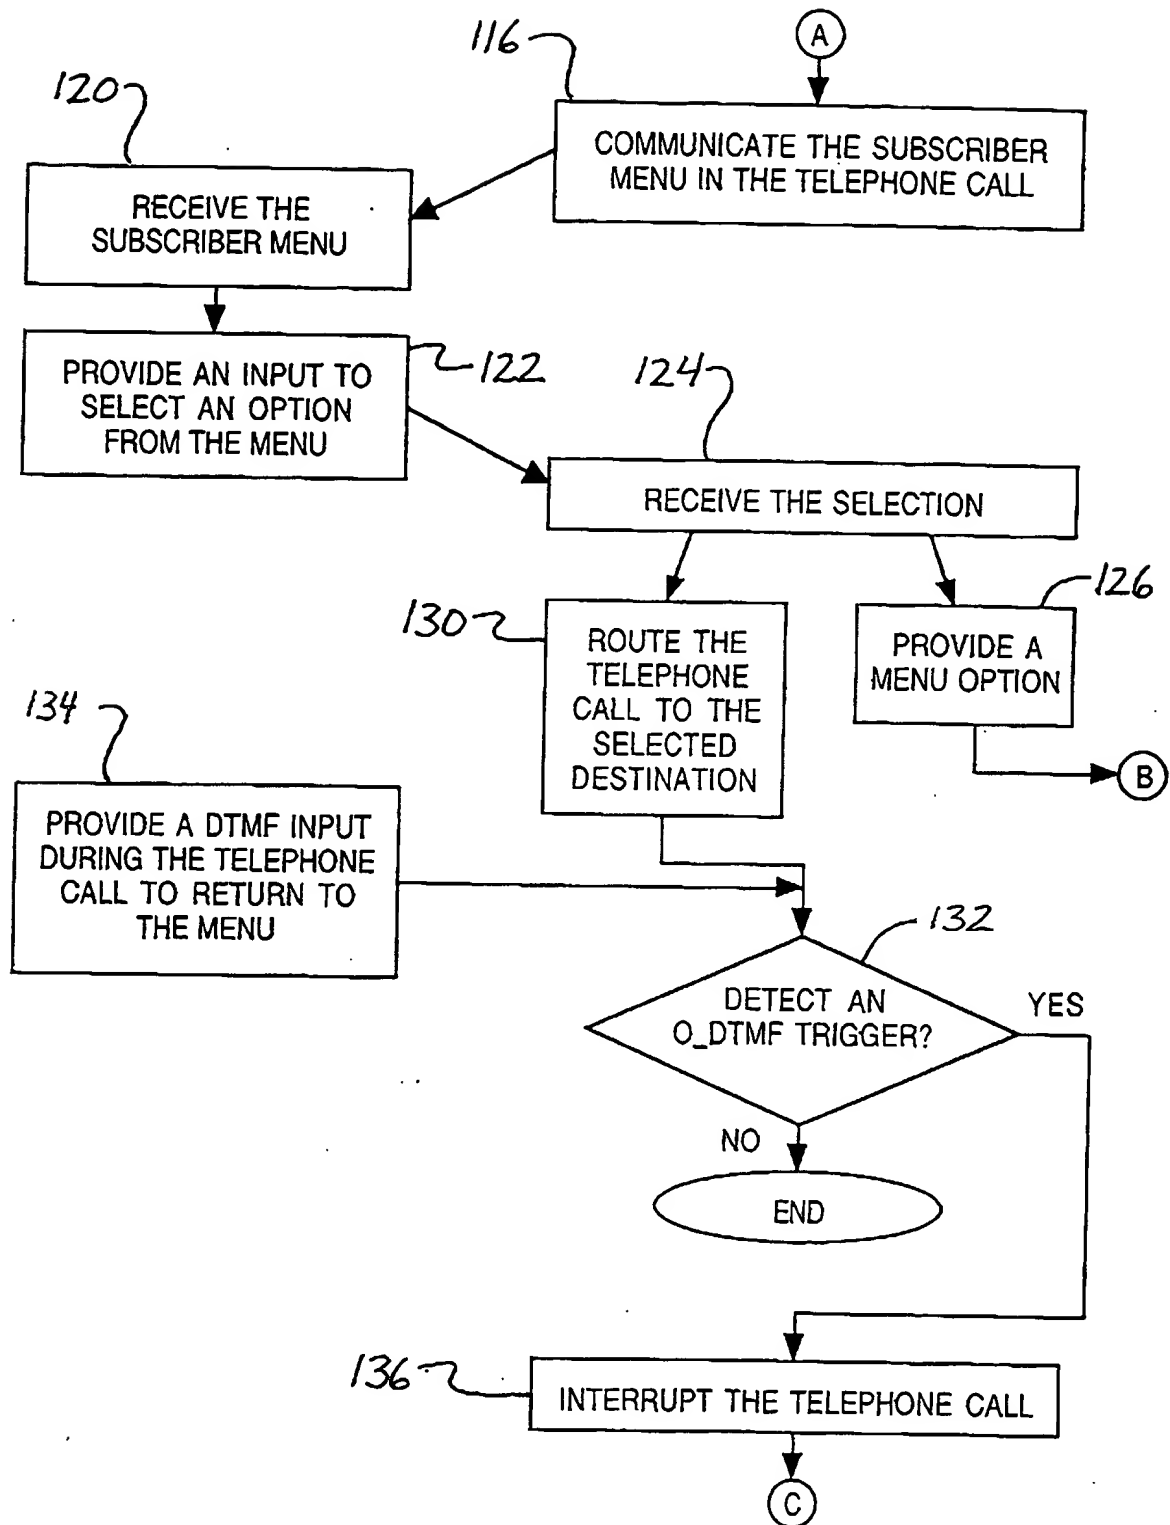 A
116
COMMUNICATE THE SUBSCRIBER
MENU IN THE TELEPHONE CALL
120
RECEIVE THE
SUBSCRIBER MENU
122
PROVIDE AN INPUT TO
SELECT AN OPTION
FROM THE MENU
124
RECEIVE THE SELECTION
130
ROUTE THE
TELEPHONE
CALL TO THE
SELECTED
DESTINATION
126
PROVIDE A
MENU OPTION
B
134
PROVIDE A DTMF INPUT
DURING THE TELEPHONE
CALL TO RETURN TO
THE MENU
132
DETECT AN
O_DTMF TRIGGER?
YES
NO
END
136
INTERRUPT THE TELEPHONE CALL
C